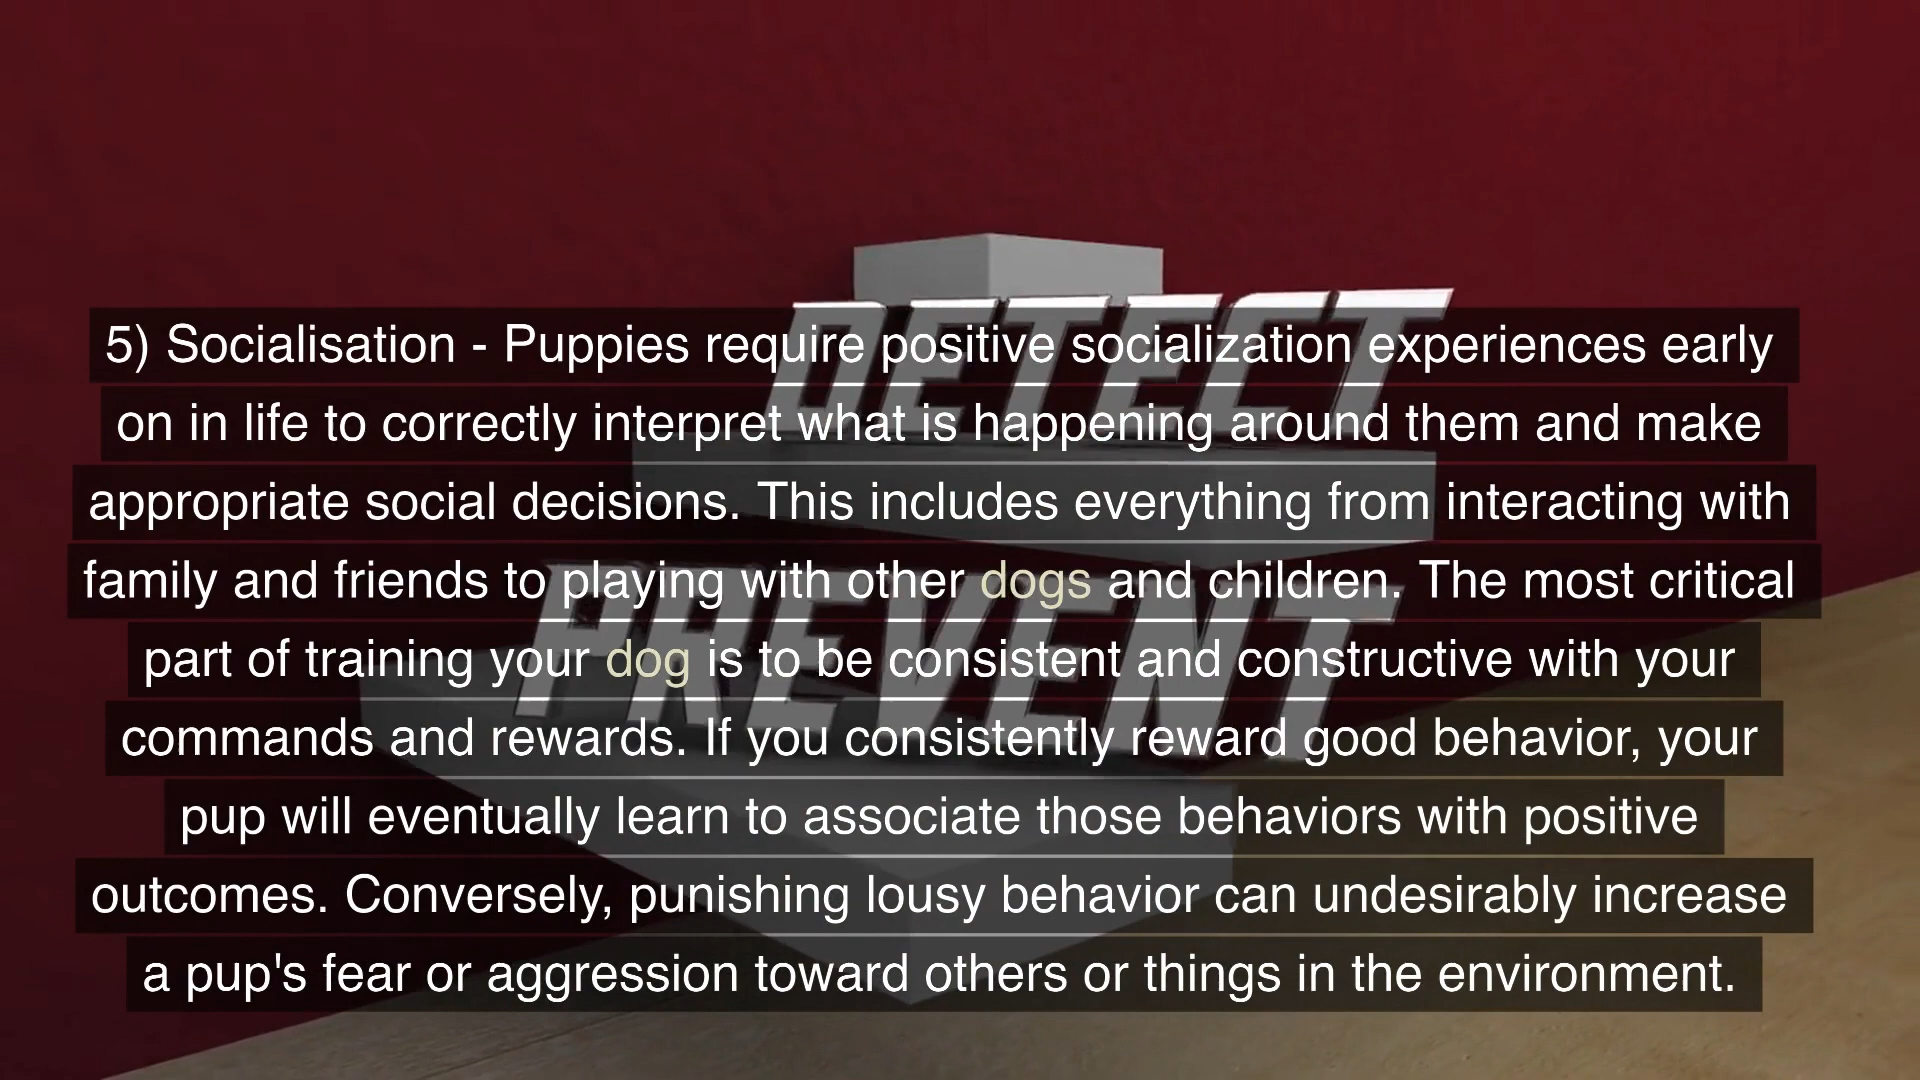 DETECT
5) Socialisation - Puppies require positive socialization experiences early
on in life to correctly interpret what is happening around them and make
appropriate social decisions. This includes everything from interacting with
family and friends to playing with other dogs and children. The most critical
PREVENT
part of training your dog is to be consistent and constructive with your
commands and rewards. If you consistently reward good behavior, your
pup will eventually learn to associate those behaviors with positive
outcomes. Conversely, punishing lousy behavior can undesirably increase
a pup's fear or aggression toward others or things in the environment.